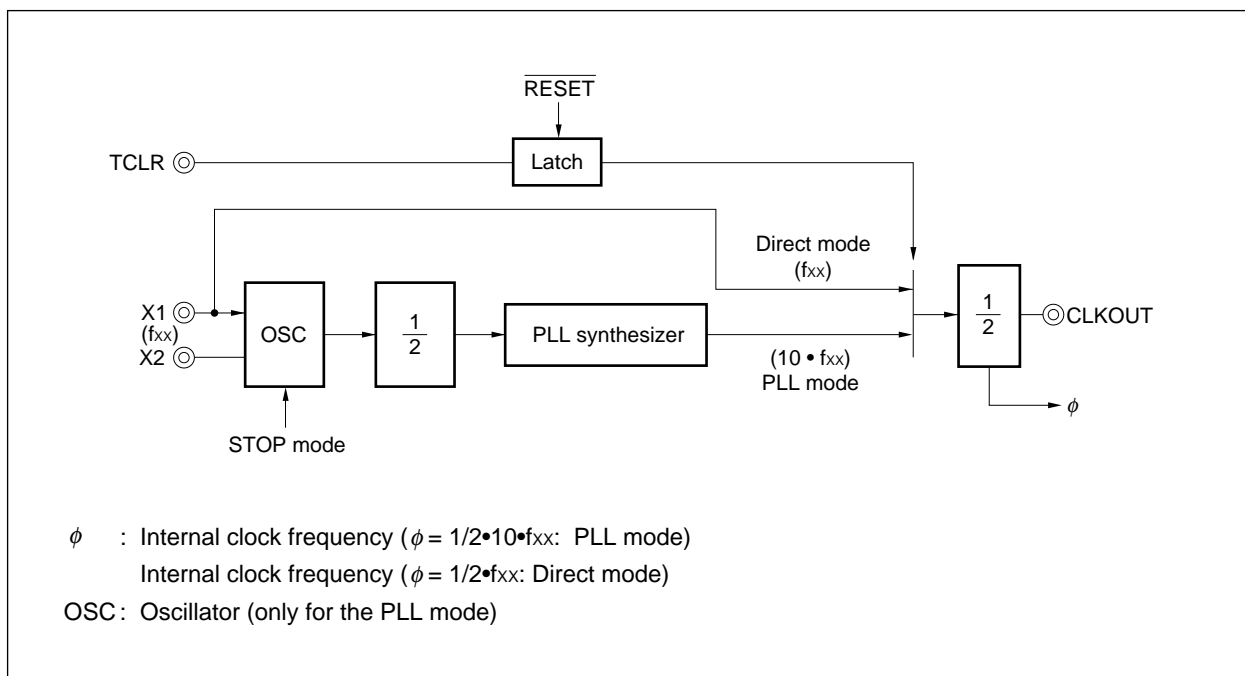 RESET
TCLR
Latch
Direct mode
(fxx)
X1
(fxx)
X2
OSC
1
2
PLL synthesizer
(10 • fxx)
PLL mode
1
2
CLKOUT
ϕ
STOP mode
ϕ : Internal clock frequency (ϕ = 1/2•10•fxx: PLL mode)
Internal clock frequency (ϕ = 1/2•fxx: Direct mode)
OSC : Oscillator (only for the PLL mode)